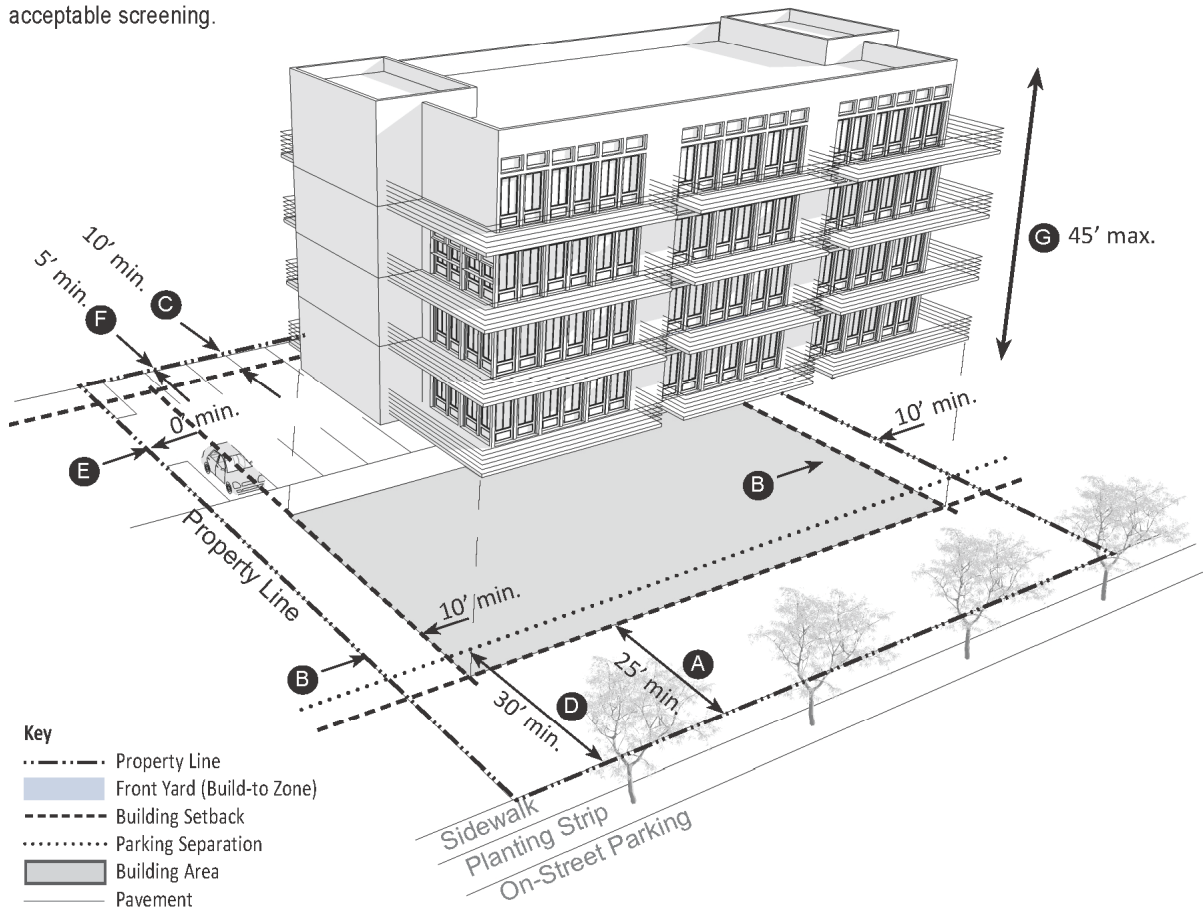 acceptable screening.
G 45' max.
10' min.
5' min.
C
F
0' min.
E
10' min.
B
Property Line
10' min.
B
A
25' min.
D
30' min.
Key
Property Line
Front Yard (Build-to Zone)
Building Setback
Parking Separation
Building Area
Pavement
Sidewalk
Planting Strip
On-Street Parking